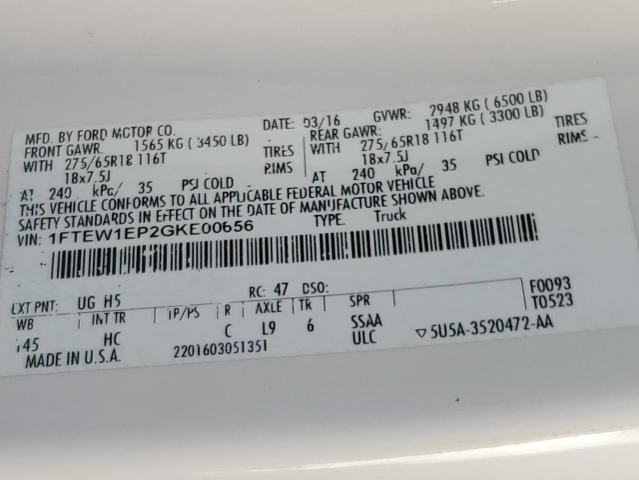 MFD. BY FORD MOTOR CO. DATE: 03/16 GVWR: 2948 KG ( 6500 LB)
FRONT GAWR: 1565 KG ( 3450 LB) REAR GAWR: 1497 KG ( 3300 LB)
WITH 275/65R18 116T TIRES WITH 275/65R18 116T TIRES
18x7.5J RIMS 18x7.5J RIMS -
AT 240 kPa/ 35 PSI COLD AT 240 kPa/ 35 PSI COLD
THIS VEHICLE CONFORMS TO ALL APPLICABLE FEDERAL MOTOR VEHICLE
SAFETY STANDARDS IN EFFECT ON THE DATE OF MANUFACTURE SHOWN ABOVE.
VIN: 1FTEW1EP2GKE00656 TYPE: Truck
EXT PNT: UG H5 RC: 47 DSO: F0093
WB INT TR TP/PS R AXLE TR SPR T0523
145 HC C L9 6 SSAA
ULC ▽ 5U5A-3520472-AA
MADE IN U.S.A. 2201603051351